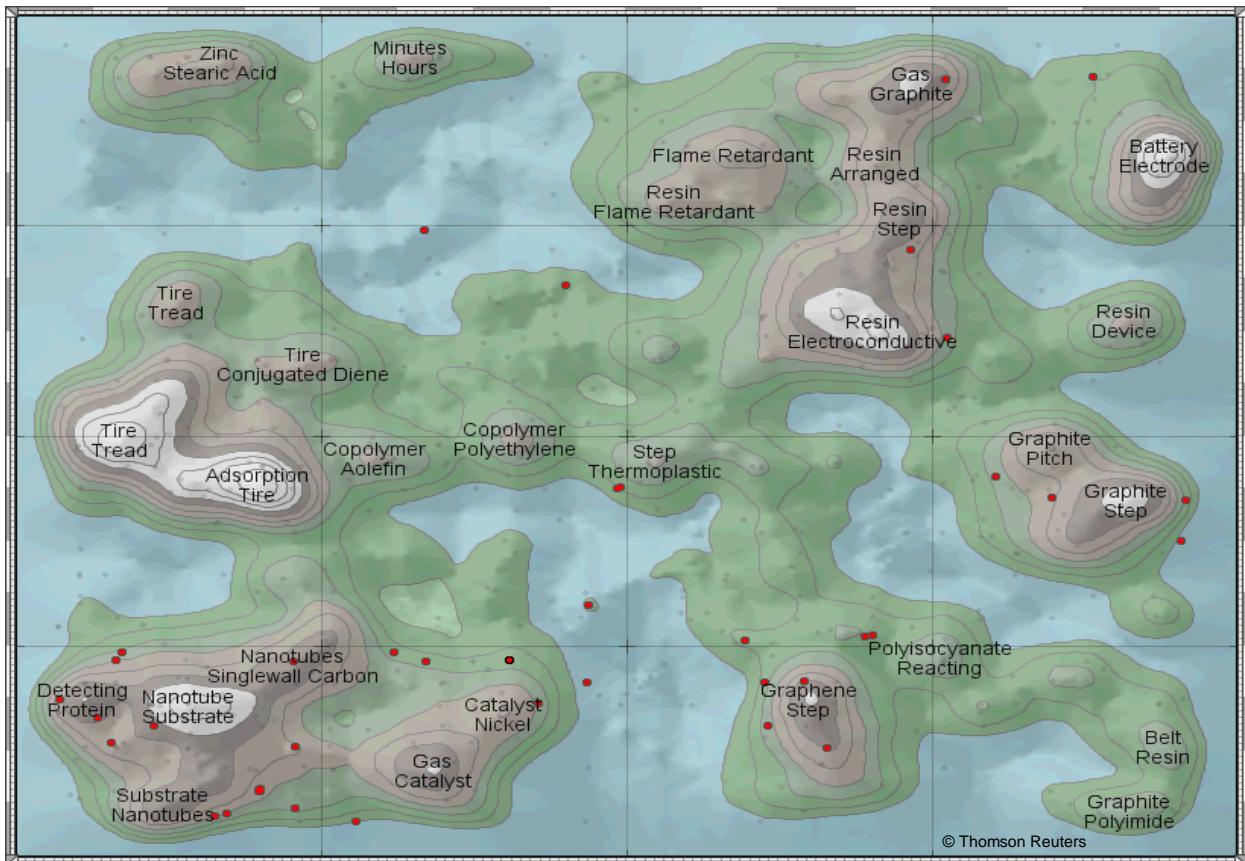 Zinc
Stearic Acid
Minutes
Hours
Gas
Graphite
Flame Retardant
Resin
Arranged
Battery
Electrode
Resin
Flame Retardant
Resin
Step
Tire
Tread
Resin
Device
Resin
Electroconductive
Tire
Conjugated Diene
Tire
Tread
Copolymer
Polyethylene
Copolymer
Aolefin
Step
Thermoplastic
Graphite
Pitch
Adsorption
Tire
Graphite
Step
Nanotubes
Singlewall Carbon
Polyisocyanate
Reacting
Detecting
Protein
Nanotube
Substrate
Catalyst
Nickel
Graphene
Step
Belt
Resin
Gas
Catalyst
Substrate
Nanotubes
Graphite
Polyimide
© Thomson Reuters